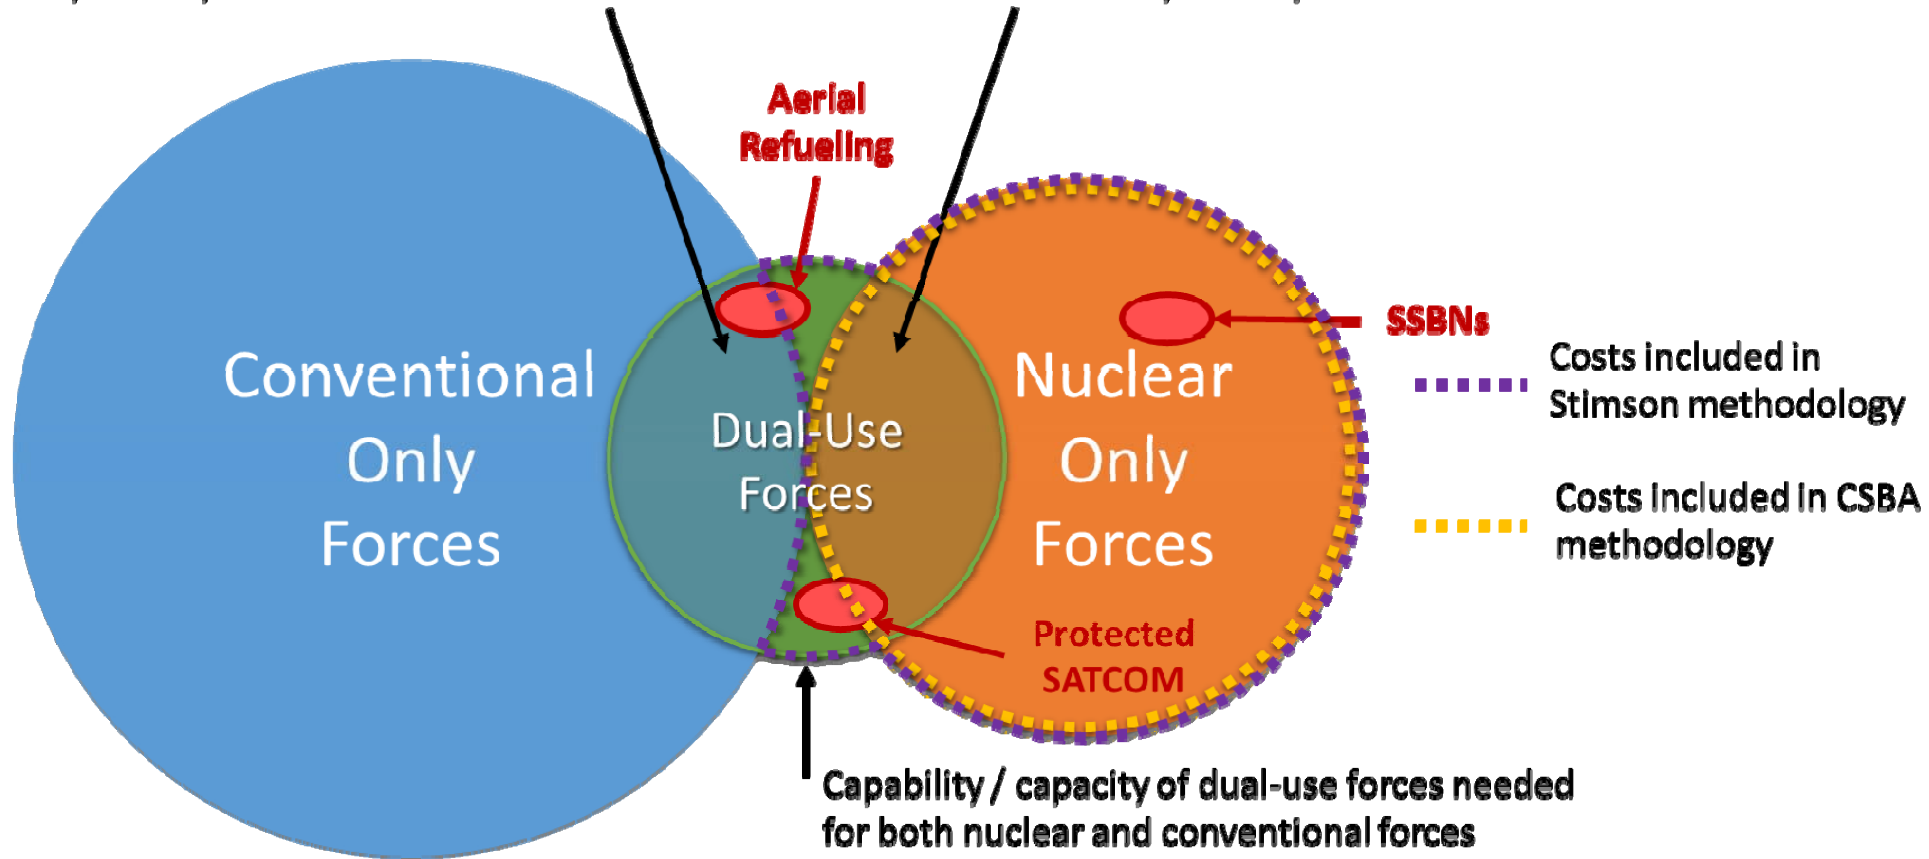 Aerial
Refueling
Conventional
Only
Forces
Dual-Use
Forces
Nuclear
Only
Forces
SSBNs
Costs included in
Stimson methodology
Costs included in CSBA
methodology
Protected
SATCOM
Capability / capacity of dual-use forces needed
for both nuclear and conventional forces